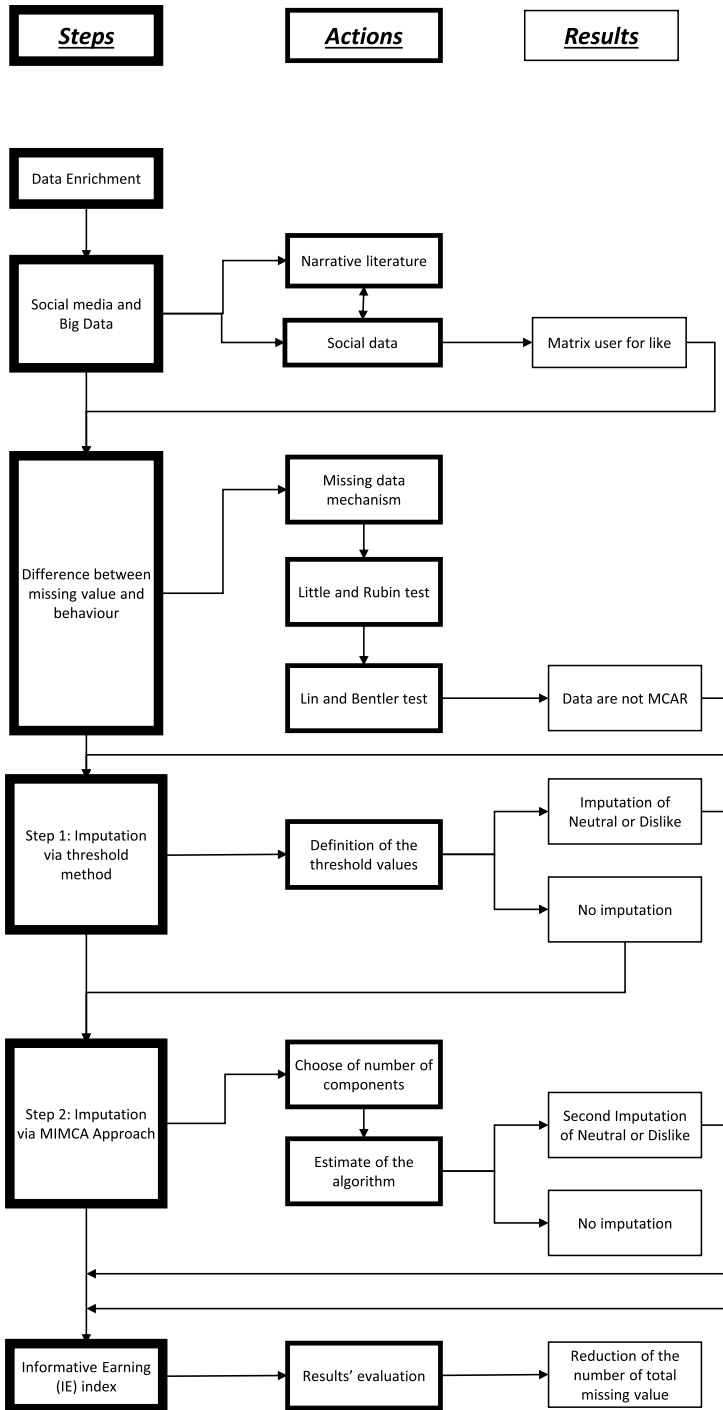 Steps
Actions
Results
Data Enrichment
Social media and
Big Data
Narrative literature
Social data
Matrix user for like
Difference between
missing value and
behaviour
Missing data
mechanism
Little and Rubin test
Lin and Bentler test
Data are not MCAR
Step 1: Imputation
via threshold
method
Definition of the
threshold values
Imputation of
Neutral or Dislike
No imputation
Step 2: Imputation
via MIMCA Approach
Choose of number of
components
Estimate of the
algorithm
Second Imputation
of Neutral or Dislike
No imputation
Informative Earning
(IE) index
Results’ evaluation
Reduction of the
number of total
missing value